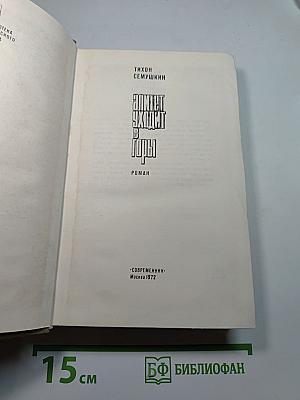 ТИХОН
СЕМУШКИН
АЛИТЕТ
УХОДИТ
В
ГОРЫ
РОМАН
«СОВРЕМЕННИК»
Москва 1972
15 см
БФ БИБЛИОФАН